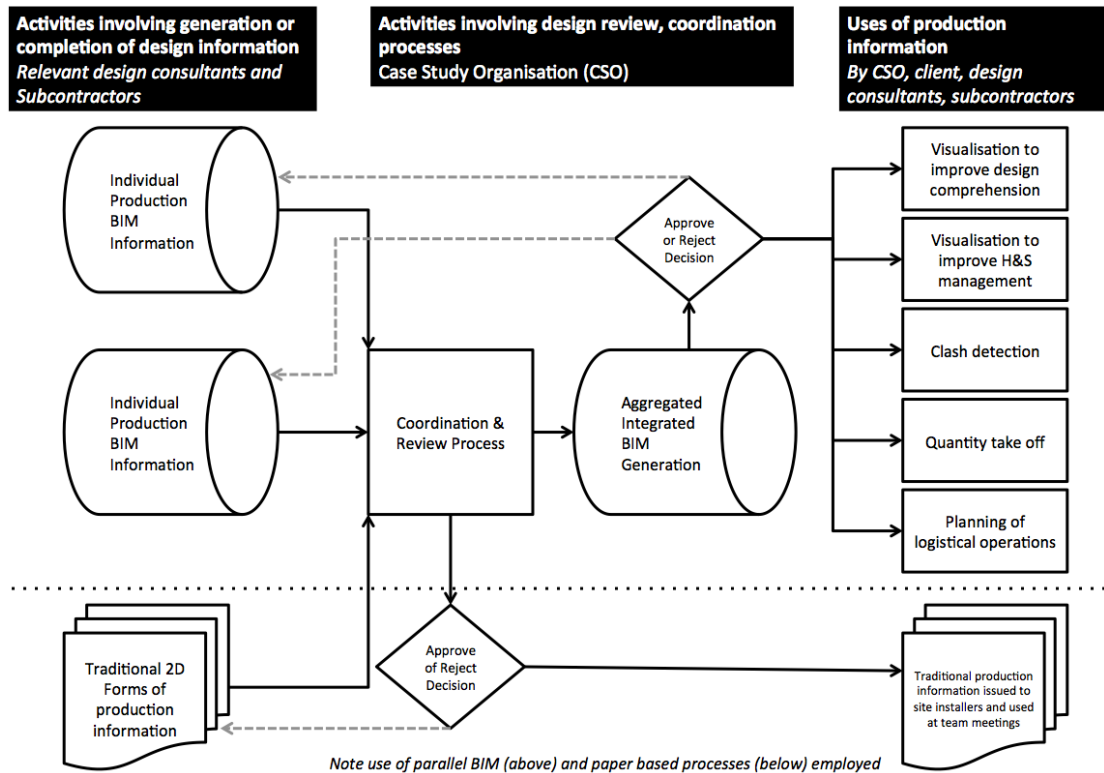 Activities involving generation or
completion of design information
Relevant design consultants and
Subcontractors
Activities involving design review, coordination
processes
Case Study Organisation (CSO)
Uses of production
information
By CSO, client, design
consultants, subcontractors
Individual
Production
BIM
Information
Approve
or Reject
Decision
Visualisation to
improve design
comprehension
Visualisation to
improve H&S
management
Individual
Production
BIM
Information
Coordination &
Review Process
Aggregated
Integrated
BIM
Generation
Clash detection
Quantity take off
Planning of
logistical operations
Traditional 2D
Forms of
production
information
Approve
of Reject
Decision
Traditional production
information issued to
site installers and used
at team meetings
Note use of parallel BIM (above) and paper based processes (below) employed